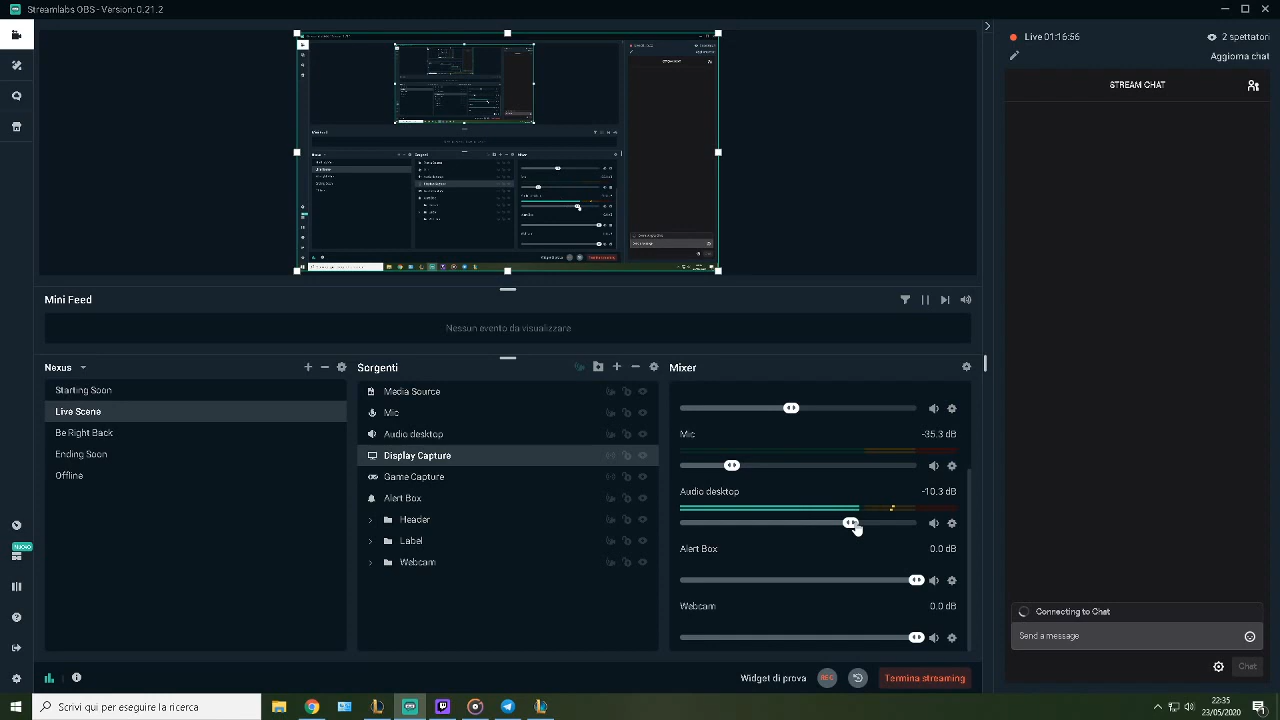 Streamlabs OBS - Version: 0.21.2
Live 01:16:56
2 spettatori
Aggiorna chat
STREAM CHAT
Mini Feed
Nessun evento da visualizzare
Nexus
Starting Soon
Live Scene
Be Right Back
Ending Soon
Offline
Sorgenti
Media Source
Mic
Audio desktop
Display Capture
Game Capture
Alert Box
Header
Label
Webcam
Mixer
Mic -35.3 dB
Audio desktop -10.3 dB
Alert Box 0.0 dB
Webcam 0.0 dB
Connecting to Chat
Send a message
Chat
NUOVO
Widget di prova
REC
Termina streaming
Scrivi qui per eseguire la ricerca
22:35
23/05/2020